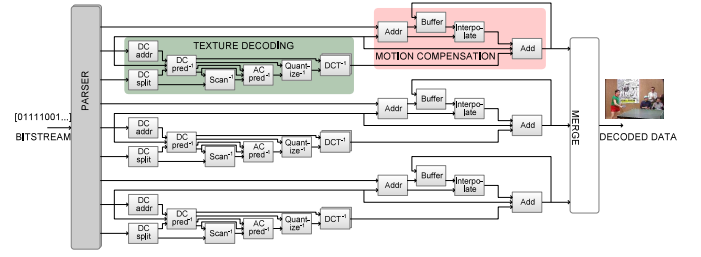 [01111001...]
BITSTREAM
PARSER
TEXTURE DECODING
DC
addr
DC
split
DC
pred-1
Scan-1
AC
pred-1
Quant-
ize-1
DCT-1
MOTION COMPENSATION
Addr
Buffer
Interpo-
late
Add
DC
addr
DC
split
DC
pred-1
Scan-1
AC
pred-1
Quant-
ize-1
DCT-1
Addr
Buffer
Interpo-
late
Add
DC
addr
DC
split
DC
pred-1
Scan-1
AC
pred-1
Quant-
ize-1
DCT-1
Addr
Buffer
Interpo-
late
Add
MERGE
DECODED DATA